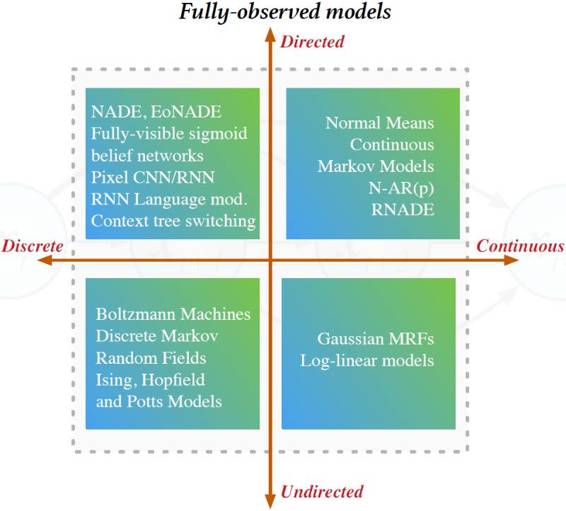 Fully-observed models
Directed
NADE, EoNADE
Fully-visible sigmoid
belief networks
Pixel CNN/RNN
RNN Language mod.
Context tree switching
Normal Means
Continuous
Markov Models
N-AR(p)
RNADE
Discrete
Continuous
Boltzmann Machines
Discrete Markov
Random Fields
Ising, Hopfield
and Potts Models
Gaussian MRFs
Log-linear models
Undirected